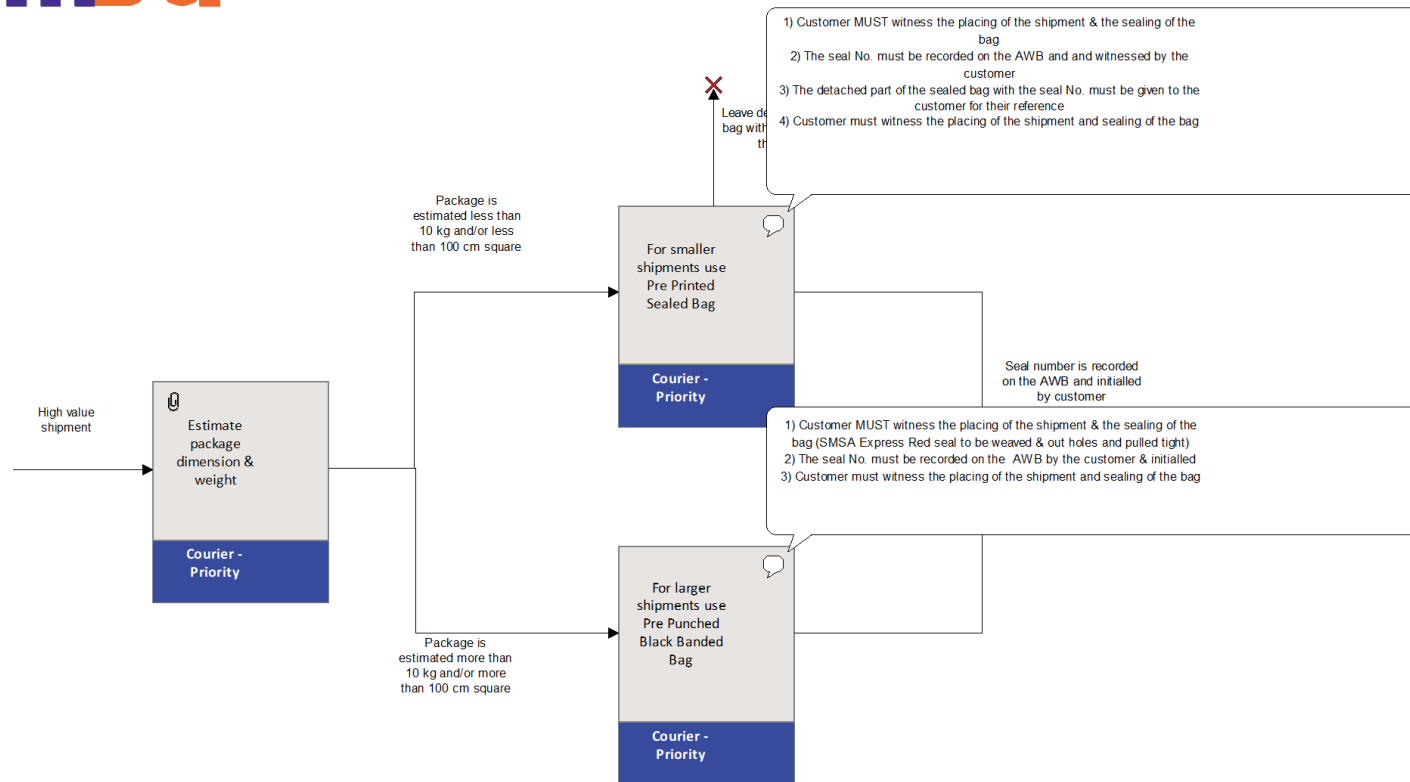 1) Customer MUST witness the placing of the shipment & the sealing of the
bag
2) The seal No. must be recorded on the AWB and and witnessed by the
customer
3) The detached part of the sealed bag with the seal No. must be given to the
customer for their reference
4) Customer must witness the placing of the shipment and sealing of the bag
Leave
bag with
Package is
estimated less than
10 kg and/or less
than 100 cm square
For smaller
shipments use
Pre Printed
Sealed Bag
Courier -
Priority
High value
shipment
Estimate
package
dimension &
weight
Courier -
Priority
Seal number is recorded
on the AWB and initialled
by customer
1) Customer MUST witness the placing of the shipment & the sealing of the
bag (SMSA Express Red seal to be weaved & out holes and pulled tight)
2) The seal No. must be recorded on the  AWB by the customer & initialled
3) Customer must witness the placing of the shipment and sealing of the bag
Package is
estimated more than
10 kg and/or more
than 100 cm square
For larger
shipments use
Pre Punched
Black Banded
Bag
Courier -
Priority